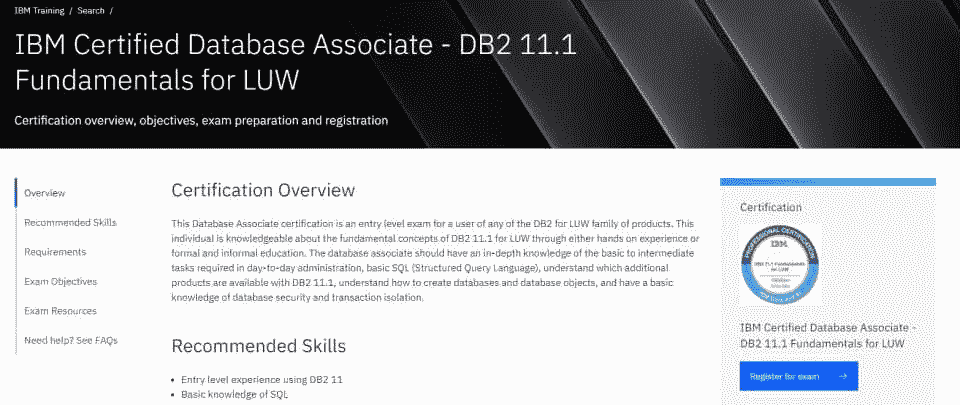 IBM Training / Search /
IBM Certified Database Associate - DB2 11.1
Fundamentals for LUW
Certification overview, objectives, exam preparation and registration
Overview
Recommended Skills
Requirements
Exam Objectives
Exam Resources
Need help? See FAQs
Certification Overview
This Database Associate certification is an entry level exam for a user of any of the DB2 for LUW family of products. This
individual is knowledgeable about the fundamental concepts of DB2 11.1 for LUW through either hands on experience or
formal and informal education. The database associate should have an in-depth knowledge of the basic to intermediate
tasks required in day-to-day administration, basic SQL (Structured Query Language), understand which additional
products are available with DB2 11.1, understand how to create databases and database objects, and have a basic
knowledge of database security and transaction isolation.
Recommended Skills
• Entry level experience using DB2 11
• Basic knowledge of SQL
Certification
PROFESSIONAL CERTIFICATION
IBM
IBM Certified Database Associate -
DB2 11.1 Fundamentals for LUW
Register for exam →